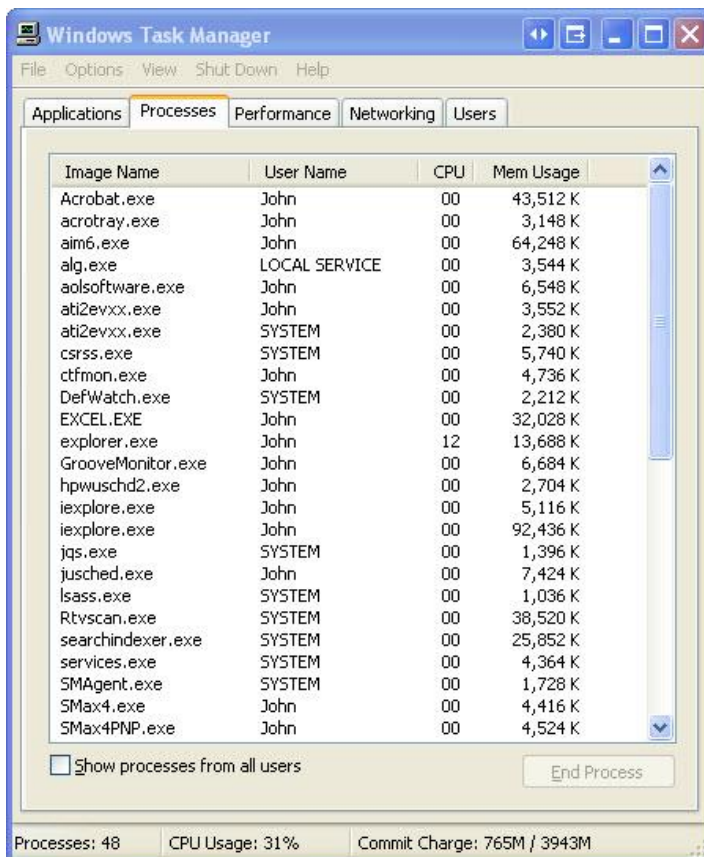 Windows Task Manager
File Options View Shut Down Help
Applications Processes Performance Networking Users
Image Name User Name CPU Mem Usage
Acrobat.exe John 00 43,512 K
acrotray.exe John 00 3,148 K
aim6.exe John 00 64,248 K
alg.exe LOCAL SERVICE 00 3,544 K
aolsoftware.exe John 00 6,548 K
ati2evxx.exe John 00 3,552 K
ati2evxx.exe SYSTEM 00 2,380 K
csrss.exe SYSTEM 00 5,740 K
ctfmon.exe John 00 4,736 K
DefWatch.exe SYSTEM 00 2,212 K
EXCEL.EXE John 00 32,028 K
explorer.exe John 12 13,688 K
GrooveMonitor.exe John 00 6,684 K
hpwuschd2.exe John 00 2,704 K
iexplore.exe John 00 5,116 K
iexplore.exe John 00 92,436 K
jqs.exe SYSTEM 00 1,396 K
jusched.exe John 00 7,424 K
lsass.exe SYSTEM 00 1,036 K
Rtvscan.exe SYSTEM 00 38,520 K
searchindexer.exe SYSTEM 00 25,852 K
services.exe SYSTEM 00 4,364 K
SMAgent.exe SYSTEM 00 1,728 K
SMax4.exe John 00 4,416 K
SMax4PNP.exe John 00 4,524 K
Show processes from all users End Process
Processes: 48 CPU Usage: 31% Commit Charge: 765M / 3943M